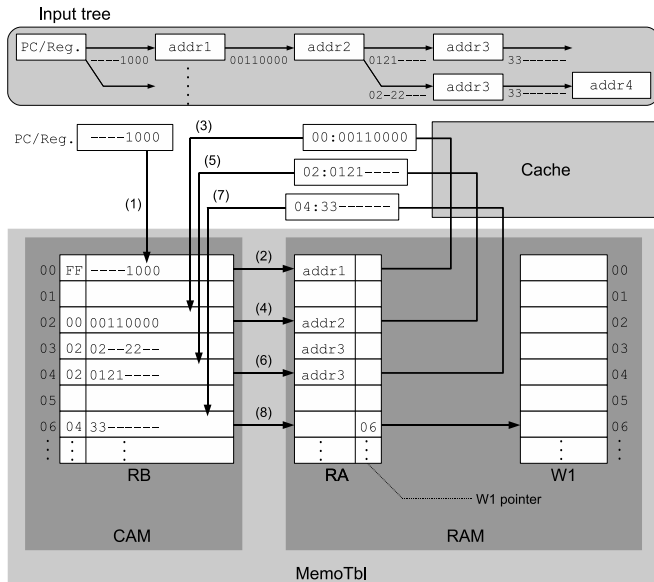 Input tree
PC/Reg. addr1 addr2 addr3
----1000 00110000 0121---- 33------
addr3 addr4
02-22--- 33------
PC/Reg. ----1000
(3) 00:00110000
(5) 02:0121----
(7) 04:33------
(1)
Cache
00 FF ----1000 (2) addr1 00
01 01
02 00 00110000 (4) addr2 02
03 02 02--22-- addr3 03
04 02 0121---- (6) addr3 04
05 05
06 04 33------ (8) 06 06
RB RA W1
W1 pointer
CAM RAM
MemoTbl